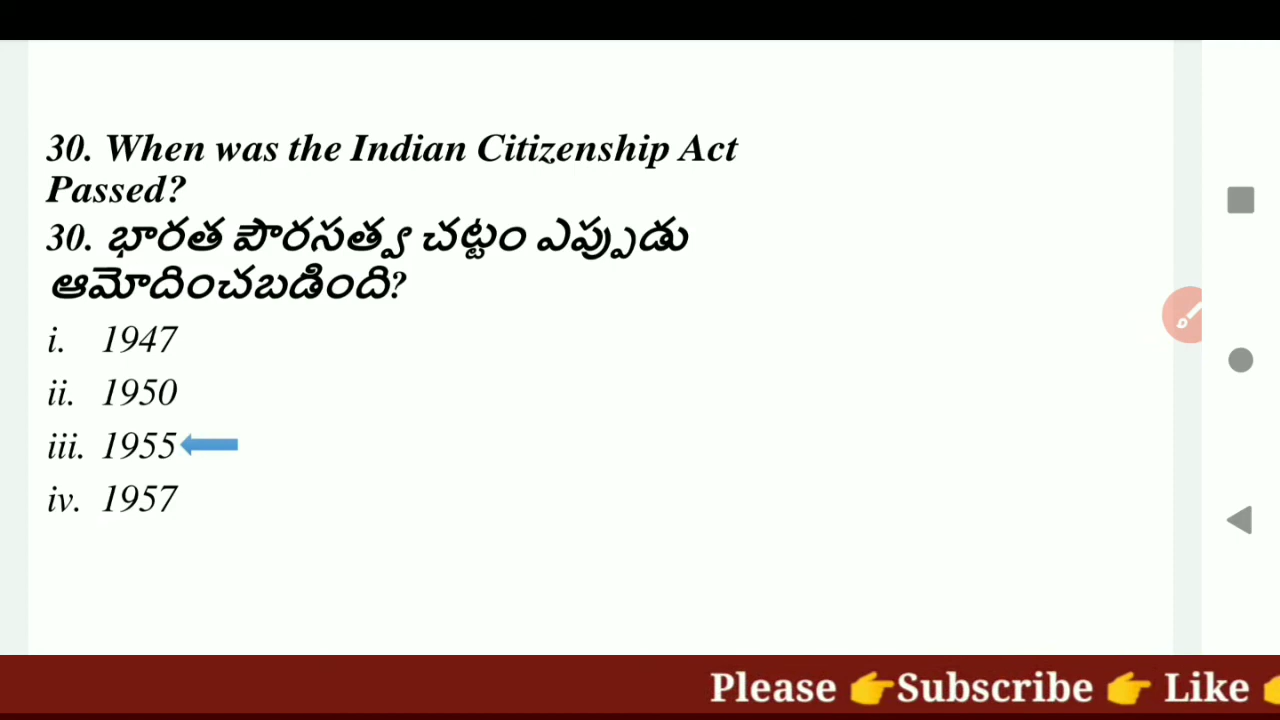 30. When was the Indian Citizenship Act
Passed?
30. భారత పౌరసత్వ చట్టం ఎప్పుడు
ఆమోదించబడింది?
i. 1947
ii. 1950
iii. 1955
iv. 1957
Please 👉Subscribe 👉 Like